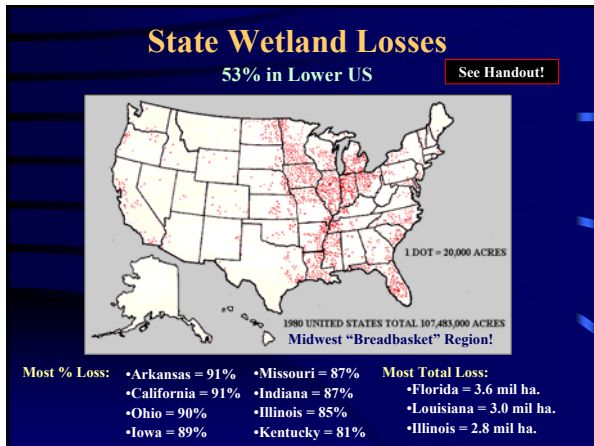 State Wetland Losses
53% in Lower US
See Handout!
1 DOT = 20,000 ACRES
1980 UNITED STATES TOTAL 107,483,000 ACRES
Midwest “Breadbasket” Region!
Most % Loss:
•Arkansas = 91%
•California = 91%
•Ohio = 90%
•Iowa = 89%
•Missouri = 87%
•Indiana = 87%
•Illinois = 85%
•Kentucky = 81%
Most Total Loss:
•Florida = 3.6 mil ha.
•Louisiana = 3.0 mil ha.
•Illinois = 2.8 mil ha.